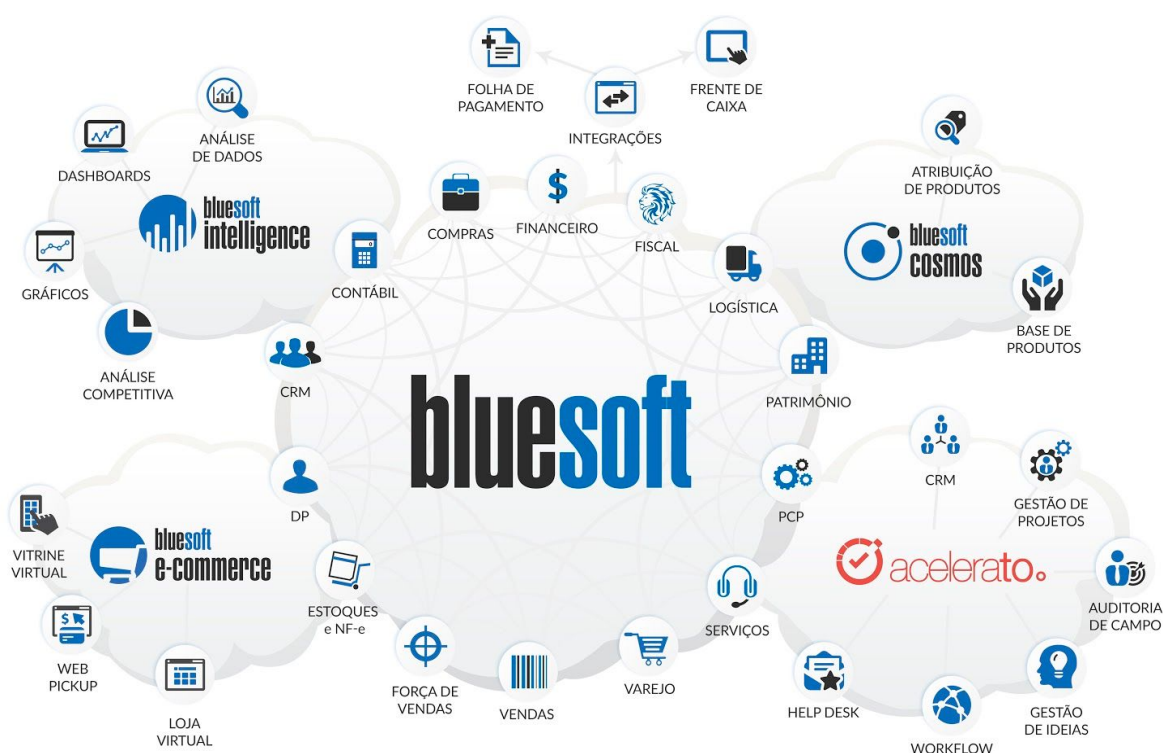 FOLHA DE
PAGAMENTO
FRENTE DE
CAIXA
INTEGRAÇÕES
ANÁLISE
DE DADOS
DASHBOARDS
bluesoft
intelligence
GRÁFICOS
ANÁLISE
COMPETITIVA
COMPRAS
FINANCEIRO
FISCAL
CONTÁBIL
LOGÍSTICA
CRM
PATRIMÔNIO
bluesoft
DP
PCP
ESTOQUES
e NF-e
SERVIÇOS
FORÇA DE
VENDAS
VENDAS
VAREJO
ATRIBUIÇÃO
DE PRODUTOS
bluesoft
cosmos
BASE DE
PRODUTOS
VITRINE
VIRTUAL
bluesoft
e-commerce
WEB
PICKUP
LOJA
VIRTUAL
CRM
GESTÃO DE
PROJETOS
acelerato.
AUDITORIA
DE CAMPO
HELP DESK
WORKFLOW
GESTÃO
DE IDEIAS